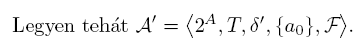 Legyen tehát 𝒜′ = ⟨2^A, T, δ′, {a₀}, ℱ⟩.